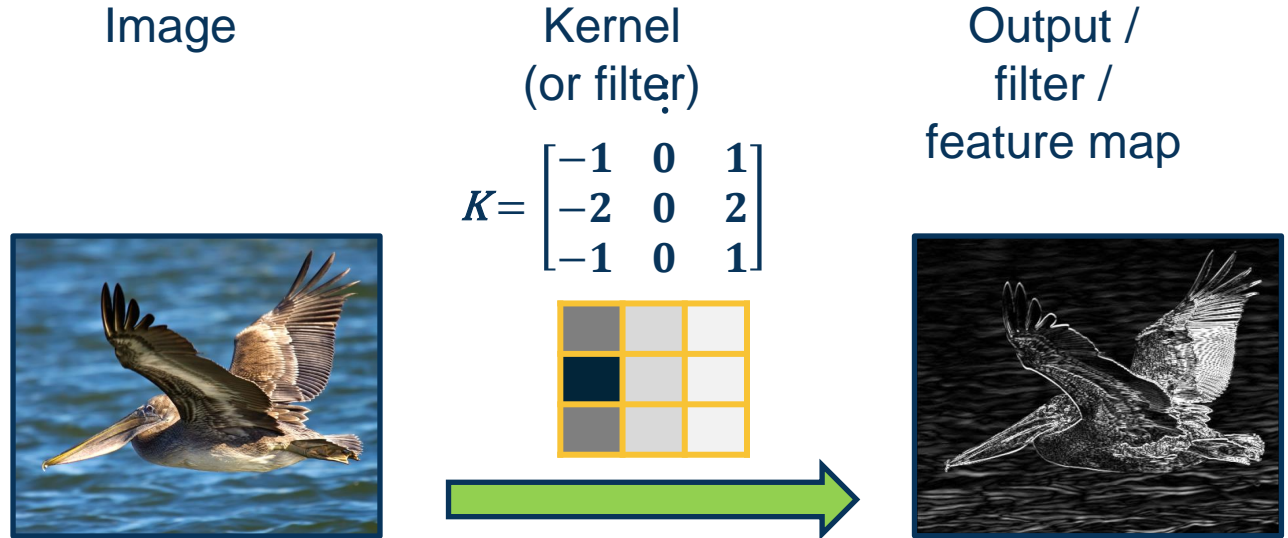 Image
Kernel
(or filter)
:
K= [−1 0 1]
[−2 0 2]
[−1 0 1]
Output /
filter /
feature map